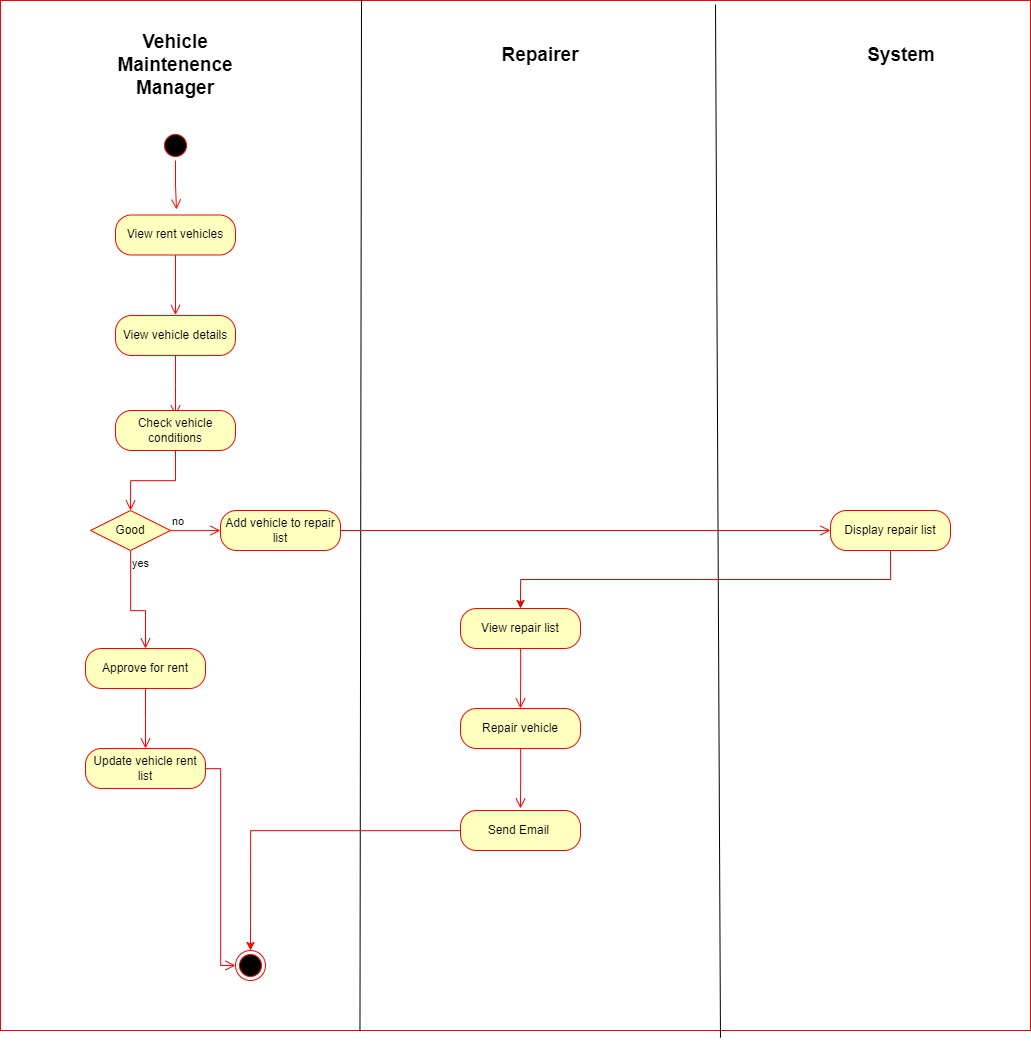 Vehicle
Maintenence
Manager
Repairer
System
View rent vehicles
View vehicle details
Check vehicle
conditions
Good
no
Add vehicle to repair
list
Display repair list
yes
View repair list
Approve for rent
Repair vehicle
Update vehicle rent
list
Send Email